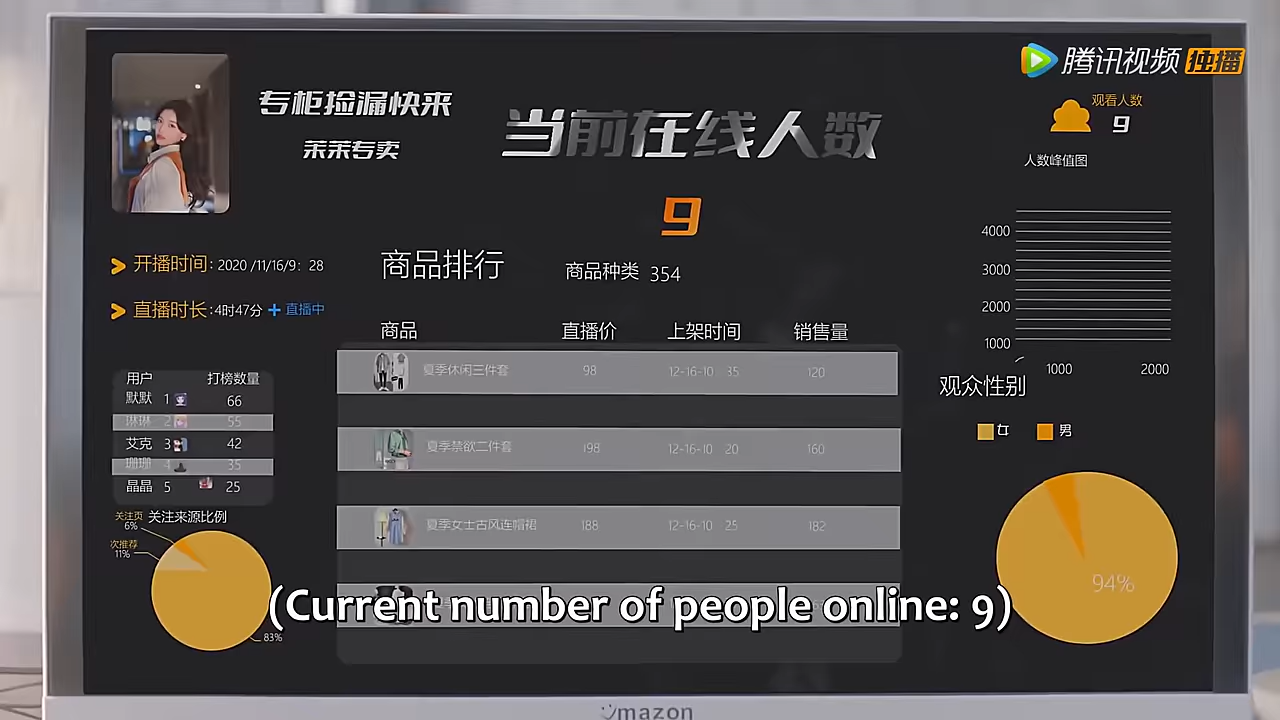 腾讯视频 独播
专柜捡漏快来
茉茉专卖
当前在线人数
9
观看人数
9
人数峰值图
4000
3000
2000
1000
1000
2000
开播时间: 2020 /11/16/9: 28
直播时长:4时47分 + 直播中
商品排行
商品种类 354
商品 直播价 上架时间 销售量
夏季休闲三件套 98 12-16-10 35 120
夏季禁欲二件套 198 12-16-10 20 160
夏季女士古风连帽裙 188 12-16-10 25 182
用户 打榜数量
默默 1 66
琳琳 2 55
艾克 3 42
珊珊 4 35
晶晶 5 25
关注来源比例
关注页
6%
次推荐
11%
83%
观众性别
女 男
94%
(Current number of people online: 9)
mazon